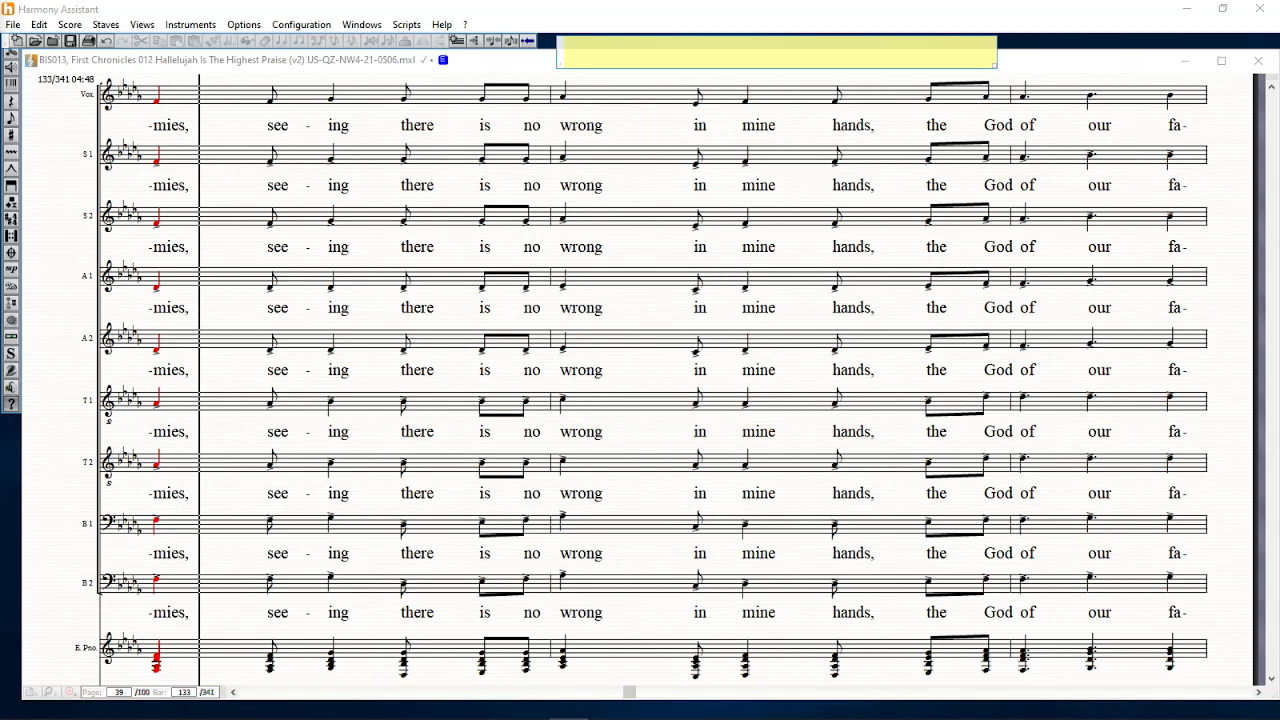 Harmony Assistant
File Edit Score Staves Views Instruments Options Configuration Windows Scripts Help ?
BIS013, First Chronicles 012 Hallelujah Is The Highest Praise (v2) US-QZ-NW4-21-0506.mxl
133/341 04:48
Vox.
-mies, see ing there is no wrong in mine hands, the God of our fa-
S 1
-mies, see - ing there is no wrong in mine hands, the God of our fa-
S 2
-mies, see - ing there is no wrong in mine hands, the God of our fa-
A 1
-mies, see - ing there is no wrong in mine hands, the God of our fa-
A 2
-mies, see - ing there is no wrong in mine hands, the God of our fa-
T 1
-mies, see - ing there is no wrong in mine hands, the God of our fa-
T 2
-mies, see - ing there is no wrong in mine hands, the God of our fa-
B 1
-mies, see - ing there is no wrong in mine hands, the God of our fa-
B 2
-mies, see - ing there is no wrong in mine hands, the God of our fa-
E. Pno.
Page: 39 /100 Bar: 133 /341